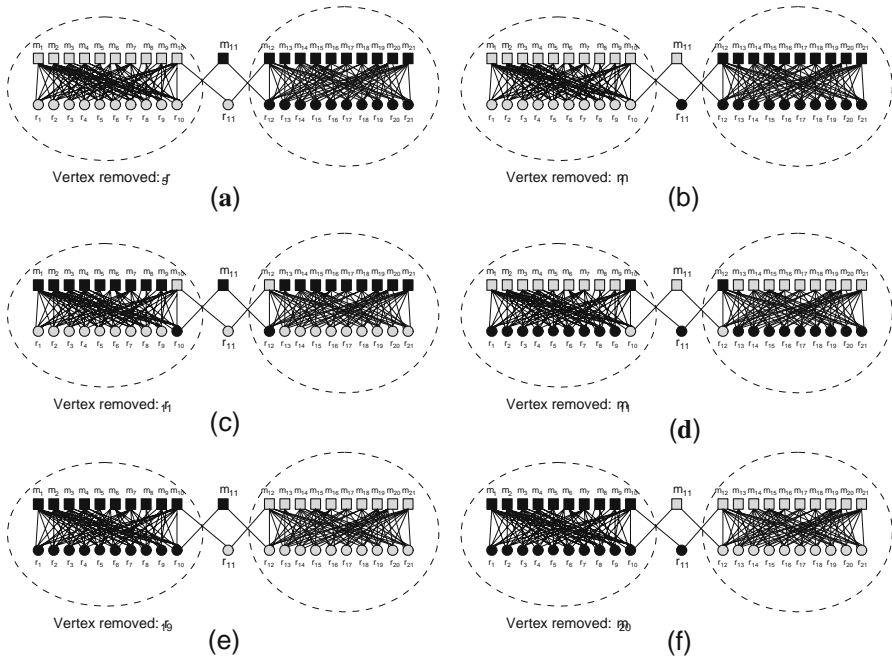 m1 m2 m3 m4 m5 m6 m7 m8 m9 m10 m11 m12 m13 m14 m15 m16 m17 m18 m19 m20 m21
r1 r2 r3 r4 r5 r6 r7 r8 r9 r10 r11 r12 r13 r14 r15 r16 r17 r18 r19 r20 r21
Vertex removed: r5
(a)
m1 m2 m3 m4 m5 m6 m7 m8 m9 m10 m11 m12 m13 m14 m15 m16 m17 m18 m19 m20 m21
r1 r2 r3 r4 r5 r6 r7 r8 r9 r10 r11 r12 r13 r14 r15 r16 r17 r18 r19 r20 r21
Vertex removed: m1
(b)
m1 m2 m3 m4 m5 m6 m7 m8 m9 m10 m11 m12 m13 m14 m15 m16 m17 m18 m19 m20 m21
r1 r2 r3 r4 r5 r6 r7 r8 r9 r10 r11 r12 r13 r14 r15 r16 r17 r18 r19 r20 r21
Vertex removed: r11
(c)
m1 m2 m3 m4 m5 m6 m7 m8 m9 m10 m11 m12 m13 m14 m15 m16 m17 m18 m19 m20 m21
r1 r2 r3 r4 r5 r6 r7 r8 r9 r10 r11 r12 r13 r14 r15 r16 r17 r18 r19 r20 r21
Vertex removed: m11
(d)
m1 m2 m3 m4 m5 m6 m7 m8 m9 m10 m11 m12 m13 m14 m15 m16 m17 m18 m19 m20 m21
r1 r2 r3 r4 r5 r6 r7 r8 r9 r10 r11 r12 r13 r14 r15 r16 r17 r18 r19 r20 r21
Vertex removed: r19
(e)
m1 m2 m3 m4 m5 m6 m7 m8 m9 m10 m11 m12 m13 m14 m15 m16 m17 m18 m19 m20 m21
r1 r2 r3 r4 r5 r6 r7 r8 r9 r10 r11 r12 r13 r14 r15 r16 r17 r18 r19 r20 r21
Vertex removed: m20
(f)